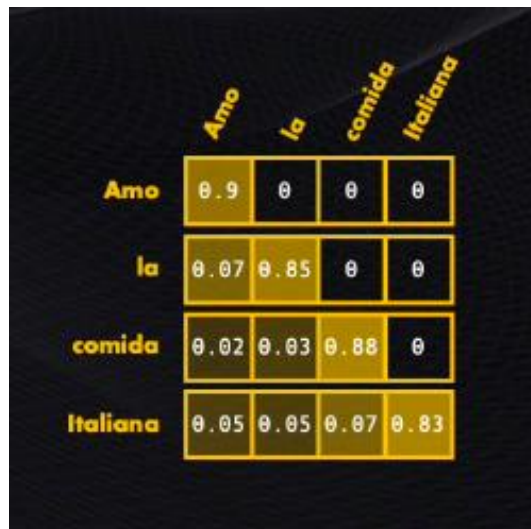 Amo la comida Italiana
Amo 0.9 0 0 0
la 0.07 0.85 0 0
comida 0.02 0.03 0.88 0
Italiana 0.05 0.05 0.07 0.83